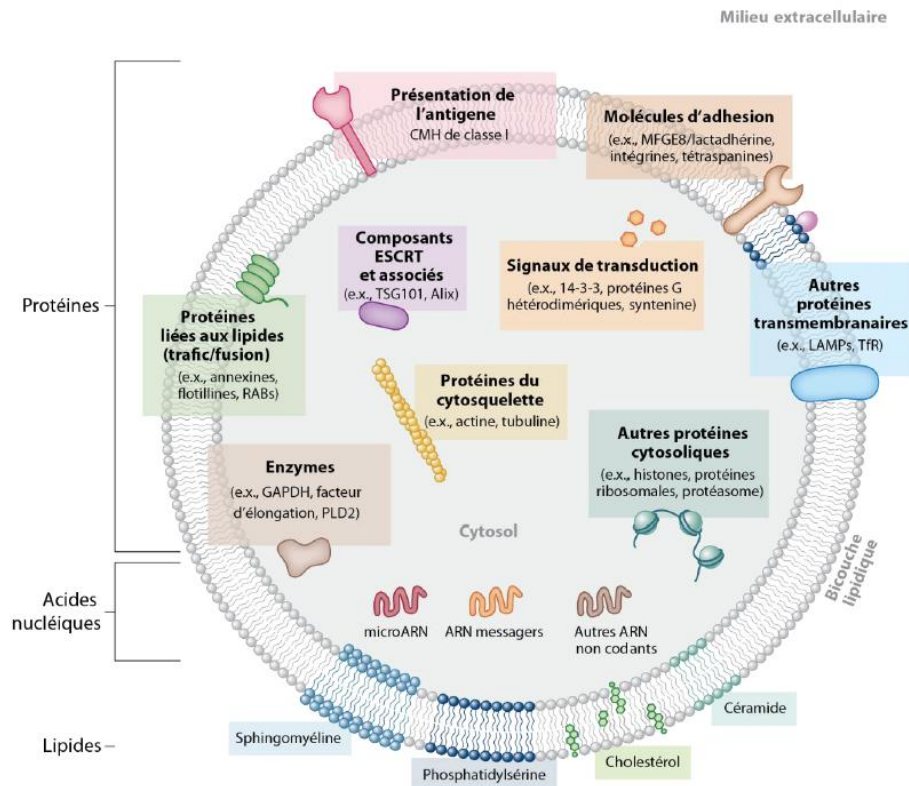 Milieu extracellulaire
Présentation de
l'antigene
CMH de classe I
Molécules d'adhesion
(e.x., MFGE8/lactadhérine,
intégrines, tétraspanines)
Composants
ESCRT
et associés
(e.x., TSG101, Alix)
Signaux de transduction
(e.x., 14-3-3, protéines G
hétérodimériques, syntenine)
Autres
protéines
transmembranaires
(e.x., LAMPs, TfR)
Protéines
Protéines
liées aux lipides
(trafic/fusion)
(e.x., annexines,
flotillines, RABs)
Protéines du
cytosquelette
(e.x., actine, tubuline)
Autres protéines
cytosoliques
(e.x., histones, protéines
ribosomales, protéasome)
Enzymes
(e.x., GAPDH, facteur
d'élongation, PLD2)
Cytosol
Bicouche
lipidique
Acides
nucléiques
microARN
ARN messagers
Autres ARN
non codants
Lipides
Sphingomyéline
Phosphatidylsérine
Cholestérol
Céramide